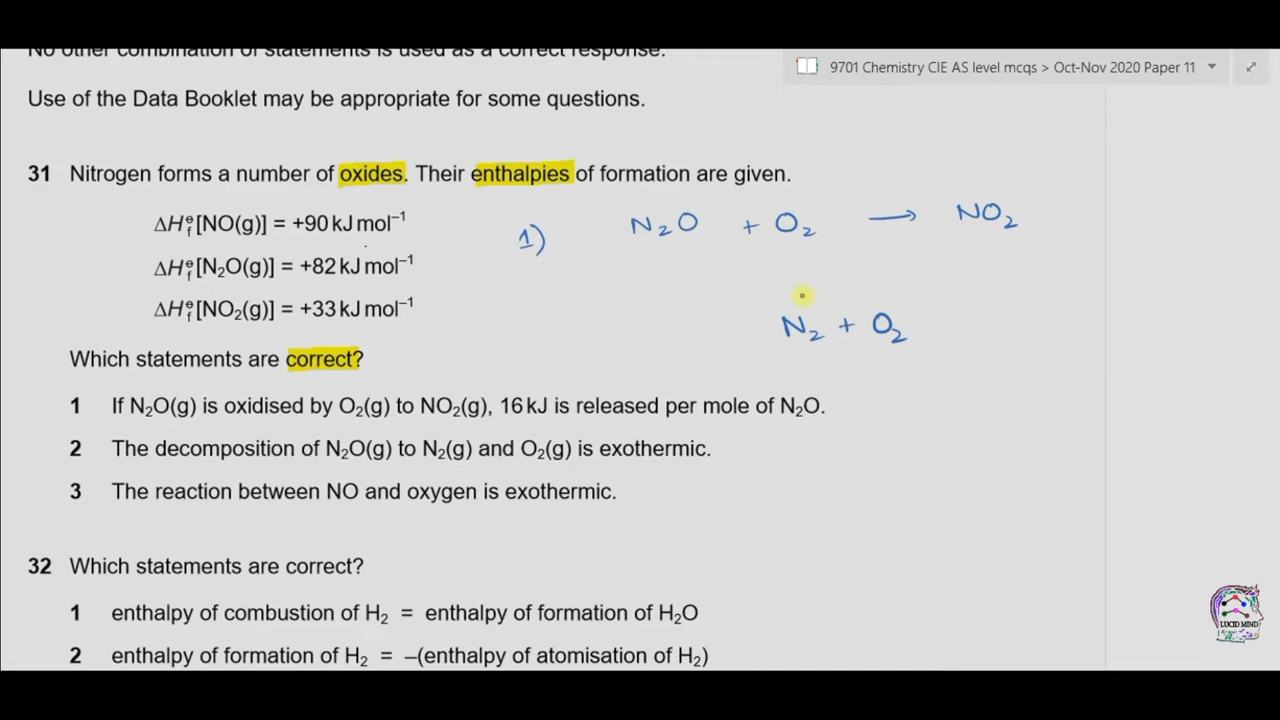 No other combination of statements is used as a correct response.
9701 Chemistry CIE AS level mcqs > Oct-Nov 2020 Paper 11
Use of the Data Booklet may be appropriate for some questions.
31 Nitrogen forms a number of oxides. Their enthalpies of formation are given.
ΔH⦵f[NO(g)] = +90 kJ mol⁻¹
1) N₂O + O₂ → NO₂
ΔH⦵f[N₂O(g)] = +82 kJ mol⁻¹
ΔH⦵f[NO₂(g)] = +33 kJ mol⁻¹
N₂ + O₂
Which statements are correct?
1 If N₂O(g) is oxidised by O₂(g) to NO₂(g), 16 kJ is released per mole of N₂O.
2 The decomposition of N₂O(g) to N₂(g) and O₂(g) is exothermic.
3 The reaction between NO and oxygen is exothermic.
32 Which statements are correct?
1 enthalpy of combustion of H₂ = enthalpy of formation of H₂O
2 enthalpy of formation of H₂ = –(enthalpy of atomisation of H₂)
LUCID MIND